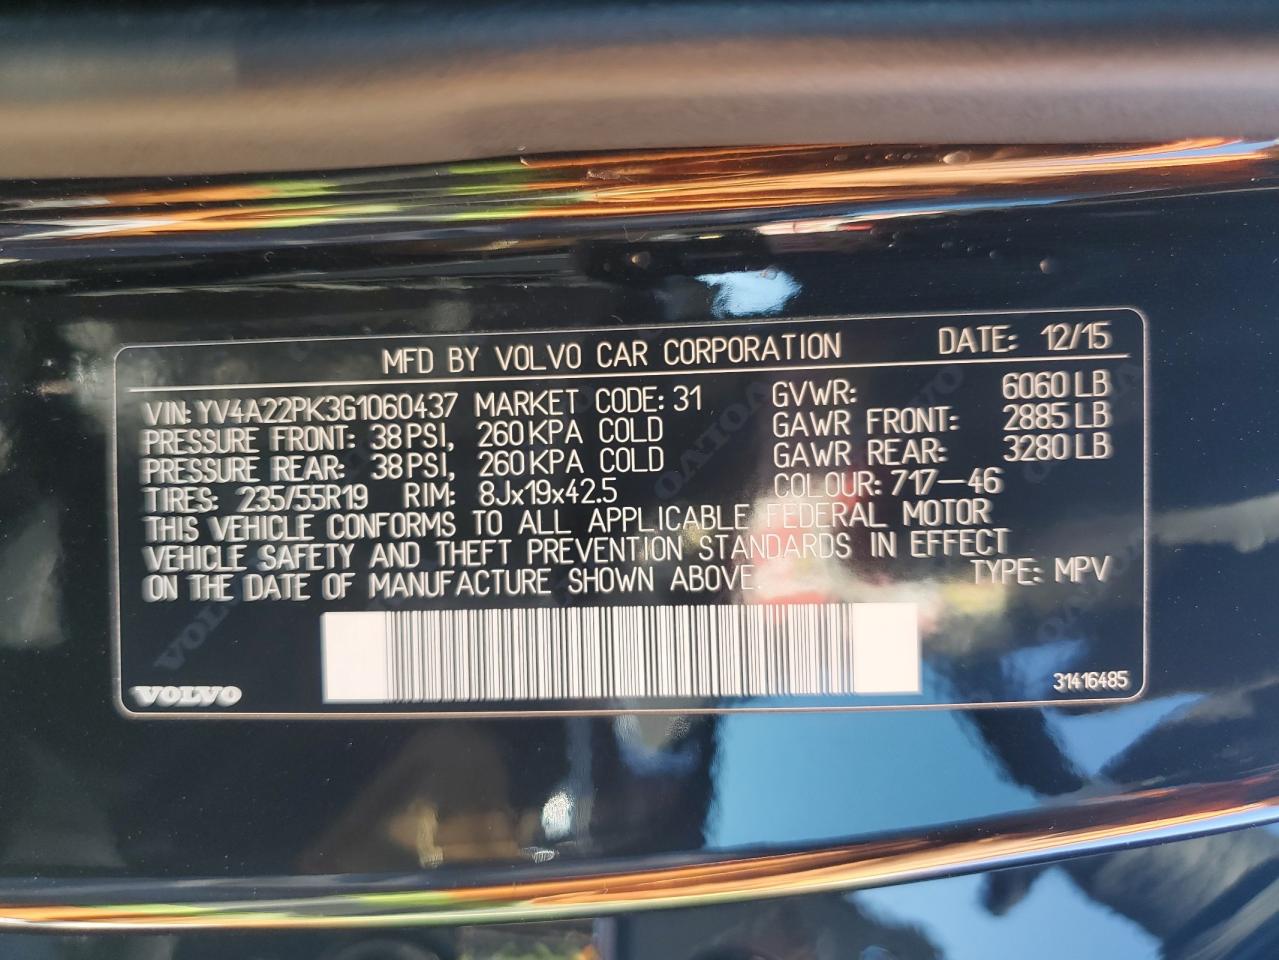 MFD BY VOLVO CAR CORPORATION DATE: 12/15
VIN: YV4A22PK3G1060437 MARKET CODE: 31 GVWR: 6060 LB
PRESSURE FRONT: 38 PSI, 260 KPA COLD GAWR FRONT: 2885 LB
PRESSURE REAR: 38 PSI, 260 KPA COLD GAWR REAR: 3280 LB
TIRES: 235/55R19 RIM: 8Jx19x42.5 COLOUR: 717-46
THIS VEHICLE CONFORMS TO ALL APPLICABLE FEDERAL MOTOR
VEHICLE SAFETY AND THEFT PREVENTION STANDARDS IN EFFECT
ON THE DATE OF MANUFACTURE SHOWN ABOVE. TYPE: MPV
VOLVO 31416485